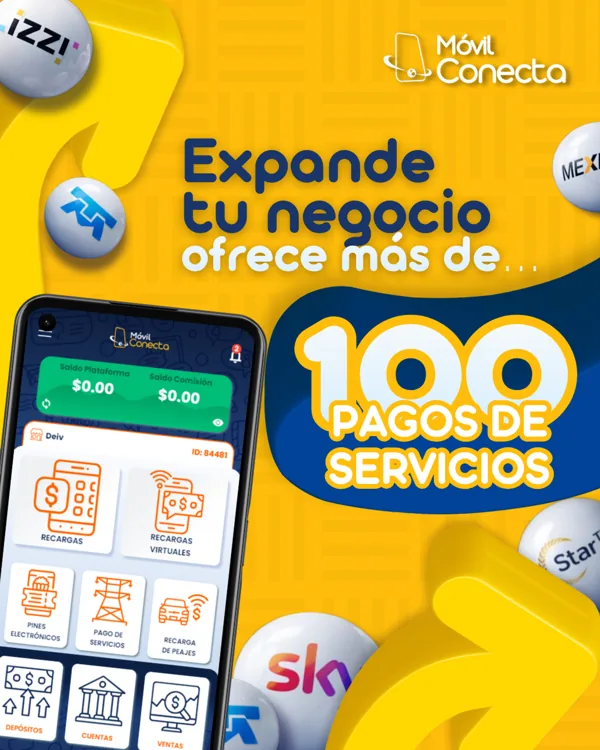 izzi
Móvil
Conecta
MEX
Expande
tu negocio
ofrece más de...
100
PAGOS DE
SERVICIOS
Móvil
Conecta
2
Saldo Plataforma
$0.00
Saldo Comisión
$0.00
Deiv
ID: 84481
RECARGAS
RECARGAS
VIRTUALES
PINES
ELECTRÓNICOS
PAGO DE
SERVICIOS
RECARGA
DE PEAJES
DEPÓSITOS
CUENTAS
VENTAS
StarT
sky